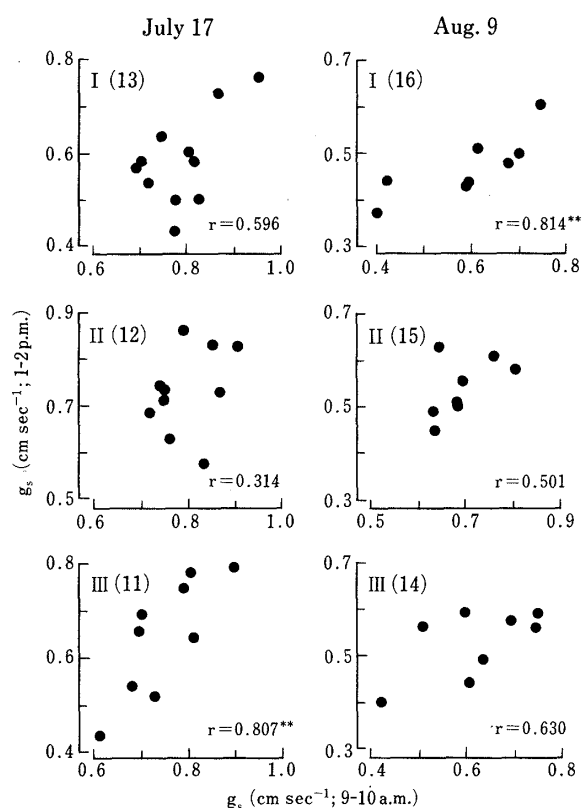 July 17
Aug. 9
I (13)
0.8
0.6
0.4
r=0.596
0.6 0.8 1.0
I (16)
0.7
0.5
0.3
r=0.814**
0.4 0.6 0.8
II (12)
0.9
0.7
0.5
r=0.314
0.6 0.8 1.0
II (15)
0.7
0.5
0.3
r=0.501
0.5 0.7 0.9
III (11)
0.8
0.6
0.4
r=0.807**
0.6 0.8 1.0
III (14)
0.7
0.5
0.3
r=0.630
0.4 0.6 0.8
gs (cm sec⁻¹; 1-2p.m.)
gs (cm sec⁻¹; 9-10a.m.)